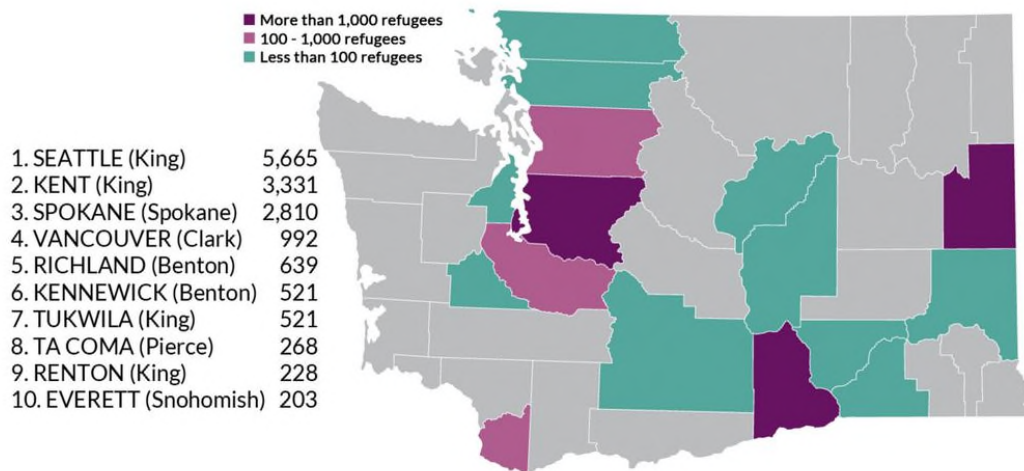 More than 1,000 refugees
100 - 1,000 refugees
Less than 100 refugees
1. SEATTLE (King) 5,665
2. KENT (King) 3,331
3. SPOKANE (Spokane) 2,810
4. VANCOUVER (Clark) 992
5. RICHLAND (Benton) 639
6. KENNEWICK (Benton) 521
7. TUKWILA (King) 521
8. TA COMA (Pierce) 268
9. RENTON (King) 228
10. EVERETT (Snohomish) 203